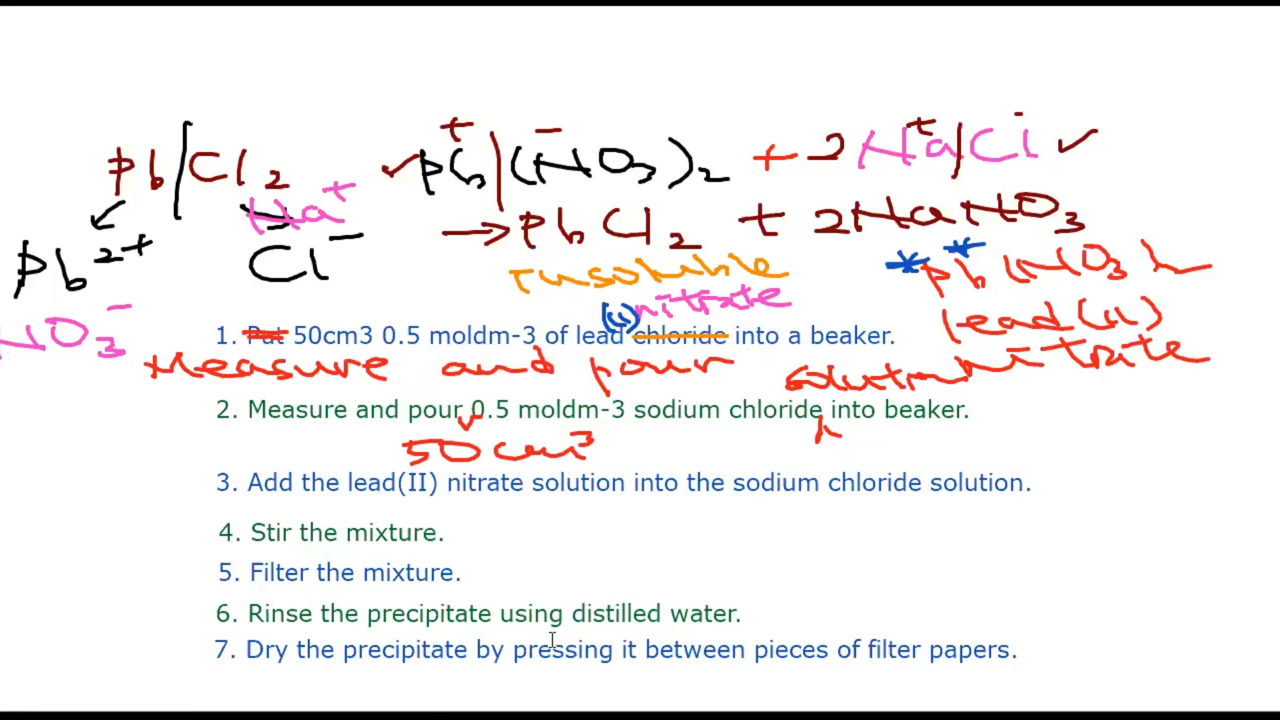 Pb/Cl2 ✓Pb|(NO3)2 + 2Na/Cl ✓
+ - + -
Na+
→ PbCl2 + 2NaNO3
Pb2+ Cl-
Insoluble * * Pb(NO3)2
NO3- (II) nitrate lead(II)
1. Put 50cm3 0.5 moldm-3 of lead chloride into a beaker.
Measure and pour solution nitrate
2. Measure and pour 0.5 moldm-3 sodium chloride into beaker.
50cm3
3. Add the lead(II) nitrate solution into the sodium chloride solution.
4. Stir the mixture.
5. Filter the mixture.
6. Rinse the precipitate using distilled water.
7. Dry the precipitate by pressing it between pieces of filter papers.